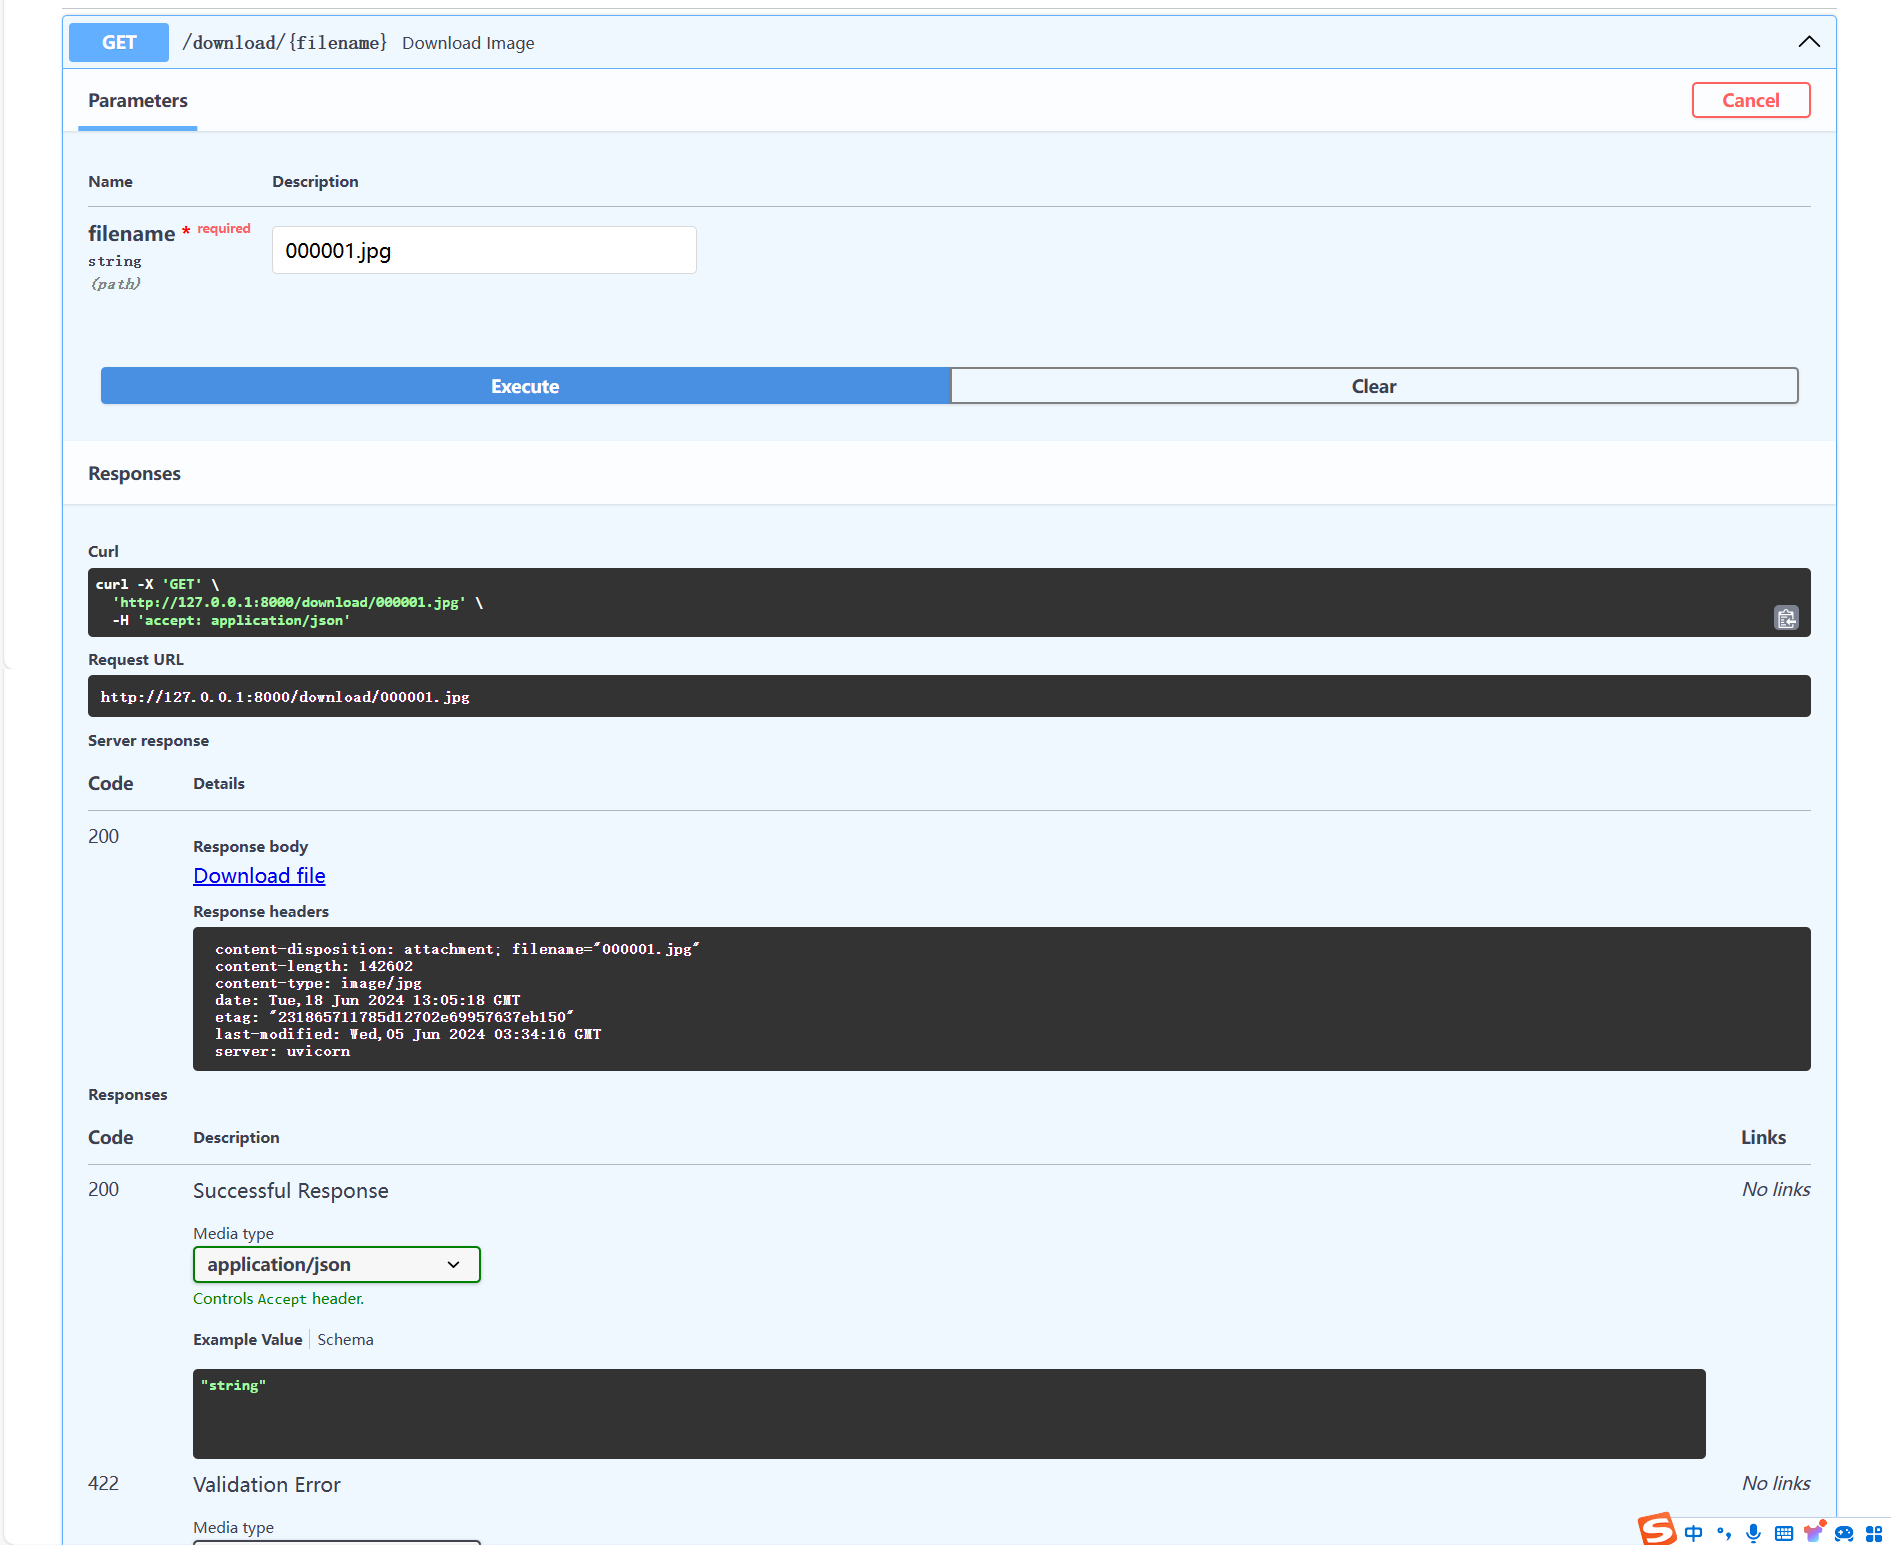 GET /download/{filename} Download Image
Parameters
Cancel
Name Description
filename * required
string
(path)
000001.jpg
Execute
Clear
Responses
Curl
curl -X 'GET' \
'http://127.0.0.1:8000/download/000001.jpg' \
-H 'accept: application/json'
Request URL
http://127.0.0.1:8000/download/000001.jpg
Server response
Code Details
200
Response body
Download file
Response headers
content-disposition: attachment; filename="000001.jpg"
content-length: 142602
content-type: image/jpg
date: Tue,18 Jun 2024 13:05:18 GMT
etag: "231865711785d12702e69957637eb150"
last-modified: Wed,05 Jun 2024 03:34:16 GMT
server: uvicorn
Responses
Code Description Links
200 Successful Response No links
Media type
application/json
Controls Accept header.
Example Value Schema
"string"
422 Validation Error No links
Media type
S 中